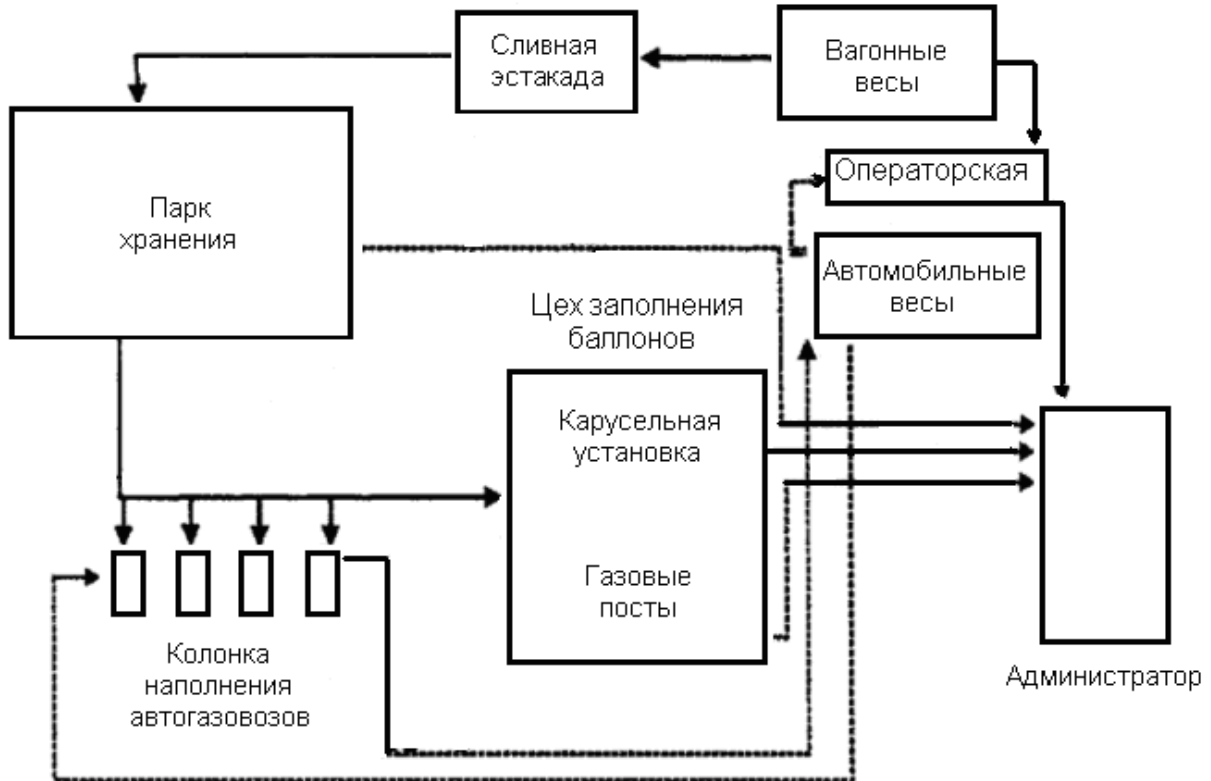 Сливная
эстакада
Вагонные
весы
Операторская
Парк
хранения
Автомобильные
весы
Цех заполнения
баллонов
Карусельная
установка
Газовые
посты
Колонка
наполнения
автогазовозов
Администратор